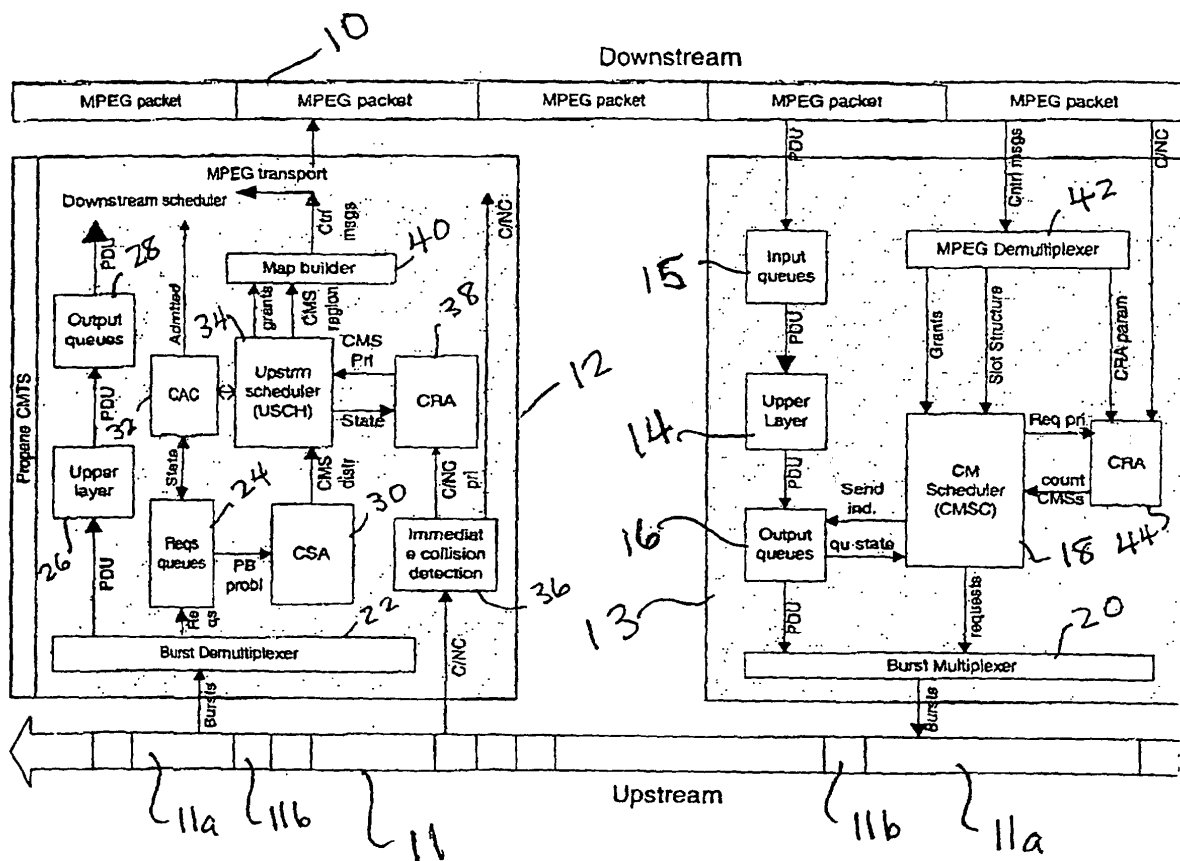 10
Downstream
MPEG packet
MPEG packet
MPEG packet
MPEG packet
MPEG packet
Propane CMTS
MPEG transport
Downstream scheduler
Ctrl
msgs
C/NC
PDU
28
Output
queues
PDU
Upper
layer
26
PDU
Admitted
32
CAC
State
24
Reqs
queues
Re
qs
PB
probl
Map builder
40
grants
CMS
region
34
Upstrm
scheduler
(USCH)
CMS
Pri
State
38
CRA
12
CMS
distr
30
CSA
C/NC
pri
Immediat
e collision
detection
36
22
Burst Demultiplexer
Bursts
C/NC
PDU
Cntrl msgs
C/NC
15
Input
queues
42
MPEG Demultiplexer
PDU
Grants
Slot Structure
CRA param
14
Upper
Layer
PDU
Req pri
CRA
count
CMSs
44
CM
Scheduler
(CMSC)
18
Send
ind.
16
Output
queues
qu state
13
PDU
requests
20
Burst Multiplexer
Bursts
11a
11b
11
Upstream
11b
11a